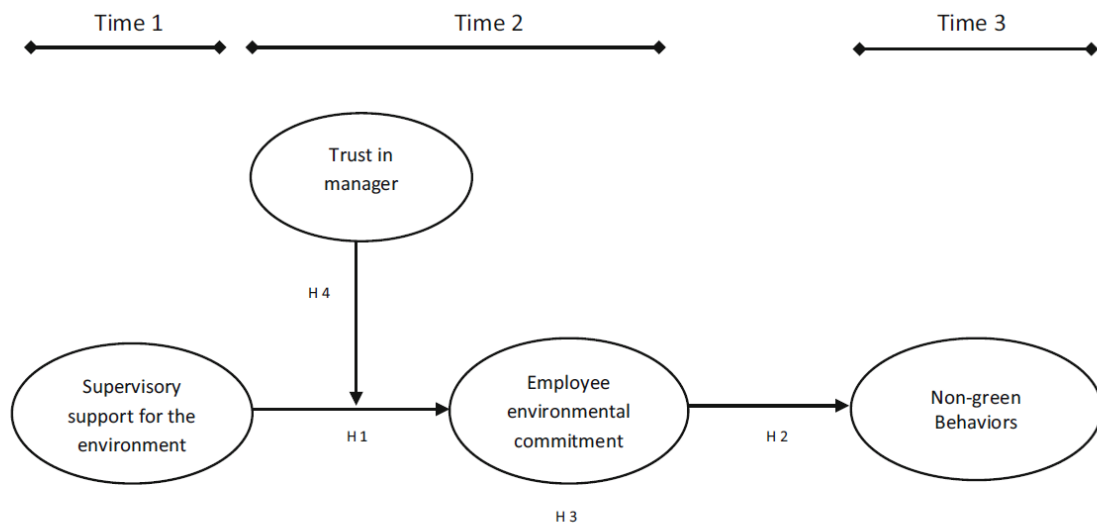 Time 1
Time 2
Time 3
Trust in
manager
H 4
Supervisory
support for the
environment
H 1
Employee
environmental
commitment
H 2
Non-green
Behaviors
H 3